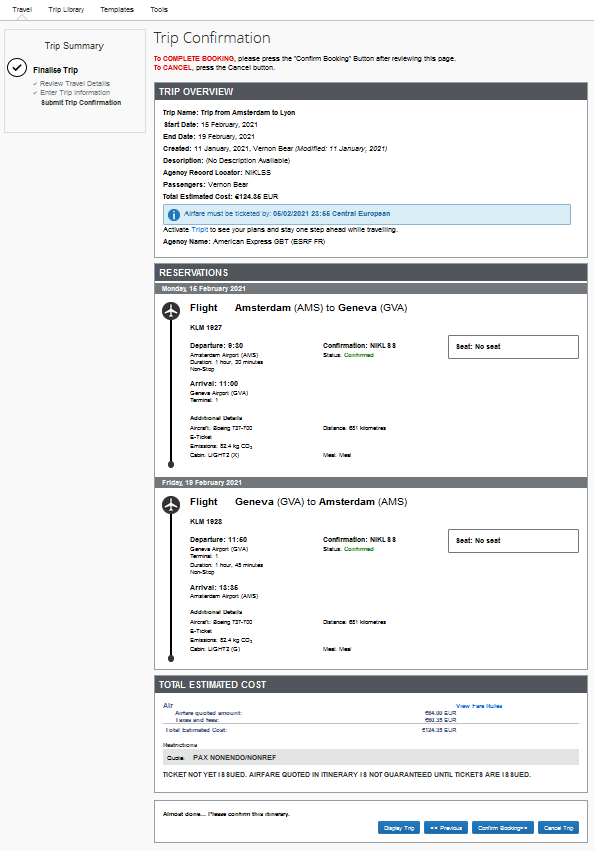 Travel Trip Library Templates Tools
Trip Summary
Finalise Trip
Review Travel Details
Enter Trip Information
Submit Trip Confirmation
Trip Confirmation
To COMPLETE BOOKING, please press the "Confirm Booking" Button after reviewing this page.
To CANCEL, press the Cancel button.
TRIP OVERVIEW
Trip Name: Trip from Amsterdam to Lyon
Start Date: 15 February, 2021
End Date: 19 February, 2021
Created: 11 January, 2021, Vernon Bear (Modified: 11 January, 2021)
Description: (No Description Available)
Agency Record Locator: NIKLSS
Passengers: Vernon Bear
Total Estimated Cost: €124.35 EUR
Airfare must be ticketed by: 05/02/2021 23:55 Central European
Activate TripIt to see your plans and stay one step ahead while travelling.
Agency Name: American Express GBT (ESRF FR)
RESERVATIONS
Monday, 15 February 2021
Flight Amsterdam (AMS) to Geneva (GVA)
KLM 1927
Departure: 9:30 Confirmation: NIKLSS Seat: No seat
Amsterdam Airport (AMS) Status: Confirmed
Duration: 1 hour, 30 minutes
Non-Stop
Arrival: 11:00
Geneva Airport (GVA)
Terminal: 1
Additional Details
Aircraft: Boeing 737-700 Distance: 681 kilometres
E-Ticket
Emissions: 82.4 kg CO2
Cabin: LIGHT2 (X) Meal: Meal
Friday, 19 February 2021
Flight Geneva (GVA) to Amsterdam (AMS)
KLM 1928
Departure: 11:50 Confirmation: NIKLSS Seat: No seat
Geneva Airport (GVA) Status: Confirmed
Terminal: 1
Duration: 1 hour, 45 minutes
Non-Stop
Arrival: 13:35
Amsterdam Airport (AMS)
Additional Details
Aircraft: Boeing 737-700 Distance: 681 kilometres
E-Ticket
Emissions: 82.4 kg CO2
Cabin: LIGHT2 (G) Meal: Meal
TOTAL ESTIMATED COST
Air View Fare Rules
Airfare quoted amount: €64.00 EUR
Taxes and fees: €60.35 EUR
Total Estimated Cost: €124.35 EUR
Restrictions
Quote: PAX NONENDO/NONREF
TICKET NOT YET ISSUED. AIRFARE QUOTED IN ITINERARY IS NOT GUARANTEED UNTIL TICKETS ARE ISSUED.
Almost done... Please confirm this itinerary.
Display Trip << Previous Confirm Booking>> Cancel Trip